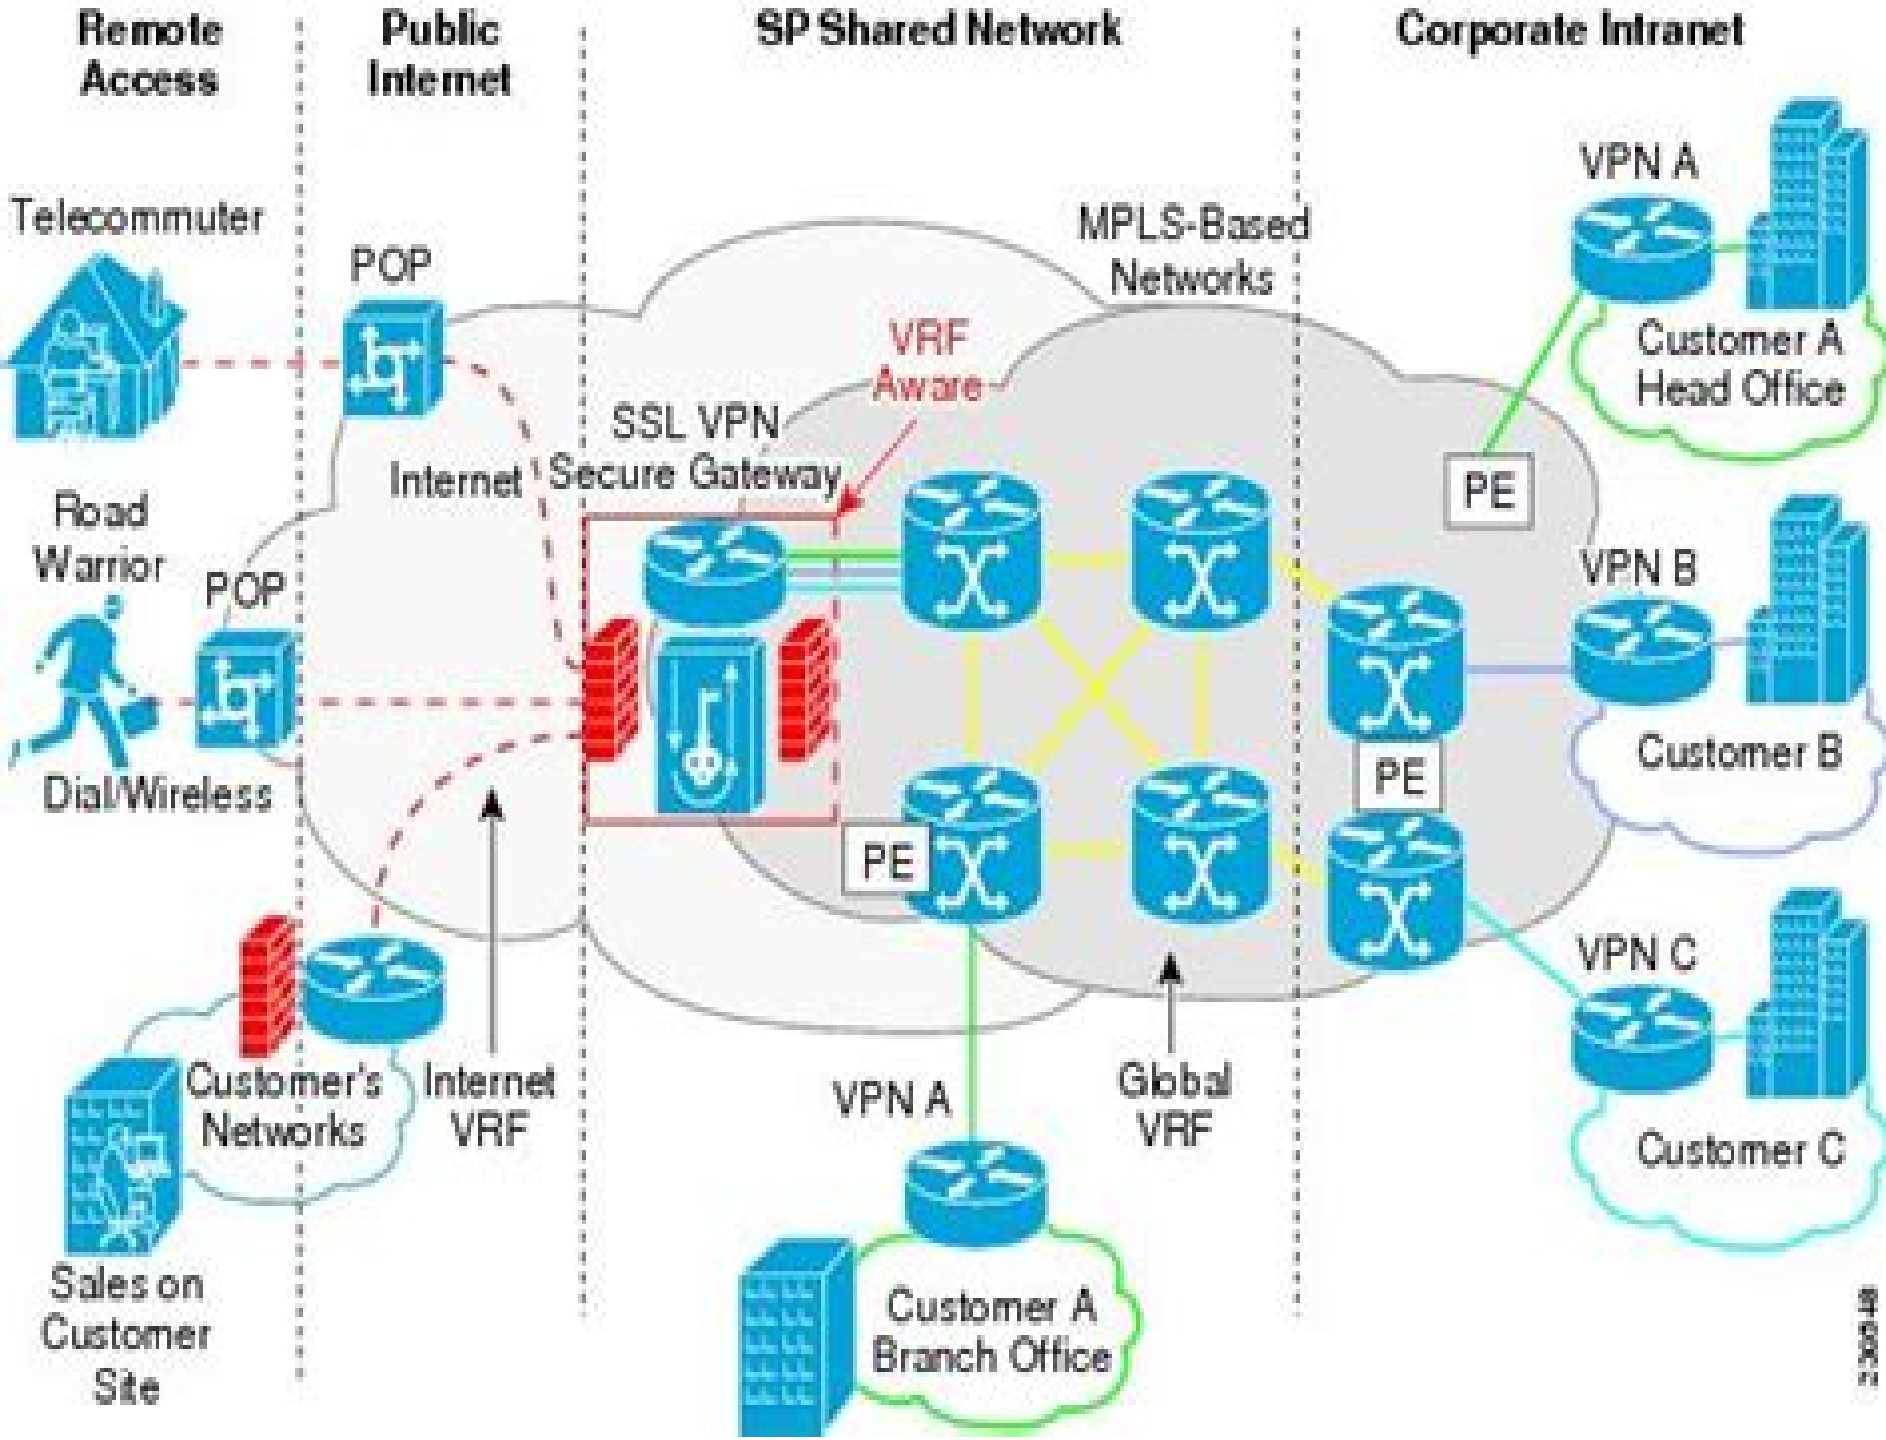 Remote
Access
Public
Internet
SP Shared Network
Corporate Intranet
Telecommuter
POP
MPLS-Based
Networks
VPN A
VRF
Aware
Customer A
Head Office
SSL VPN
Secure Gateway
Internet
PE
Road
Warrior
POP
VPN B
Dial/Wireless
Customer B
PE
PE
VPN C
Customer's
Networks
Internet
VRF
VPN A
Global
VRF
Customer C
Sales on
Customer
Site
Customer A
Branch Office